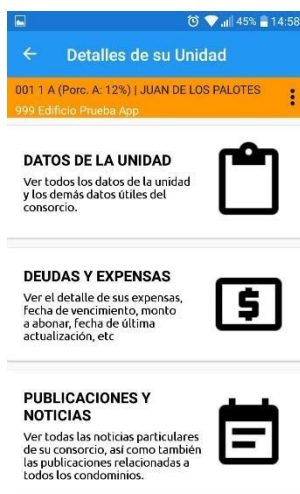 45% 14:58
Detalles de su Unidad
001 1 A (Porc. A: 12%) | JUAN DE LOS PALOTES
999 Edificio Prueba App
DATOS DE LA UNIDAD
Ver todos los datos de la unidad
y los demás datos útiles del
consorcio.
DEUDAS Y EXPENSAS
Ver el detalle de sus expensas,
fecha de vencimiento, monto
a abonar, fecha de última
actualización, etc
$
PUBLICACIONES Y
NOTICIAS
Ver todas las noticias particulares
de su consorcio, así como también
las publicaciones relacionadas a
todos los condominios.